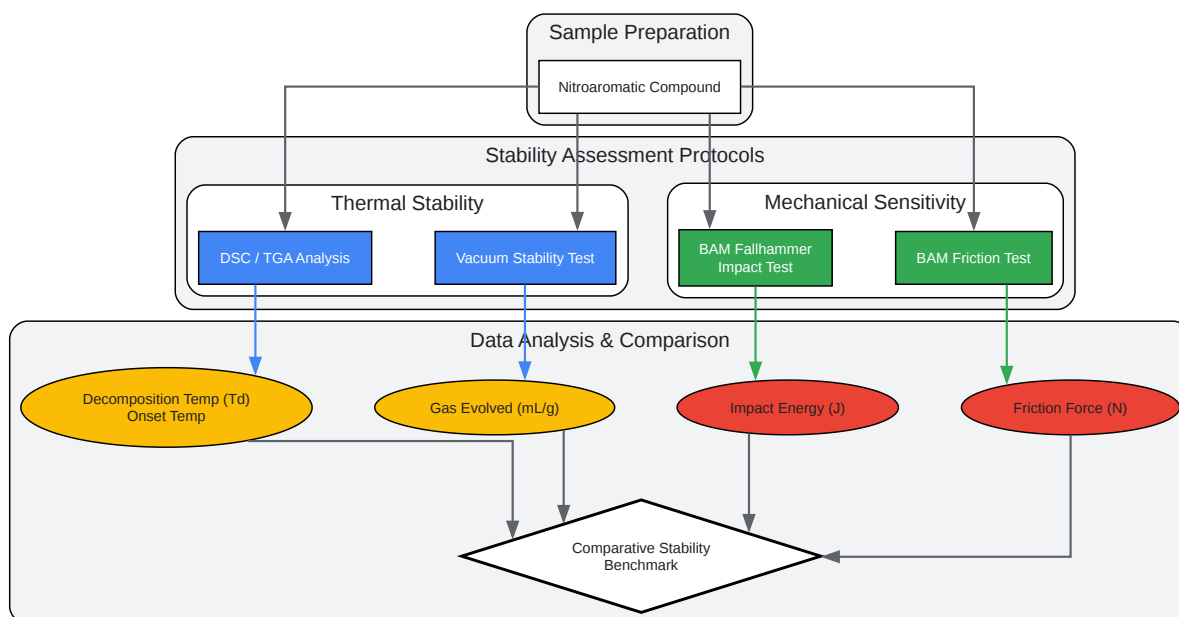 Sample Preparation
Nitroaromatic Compound
Stability Assessment Protocols
Thermal Stability
Mechanical Sensitivity
DSC / TGA Analysis
Vacuum Stability Test
BAM Fallhammer
Impact Test
BAM Friction Test
Data Analysis & Comparison
Decomposition Temp (Td)
Onset Temp
Gas Evolved (mL/g)
Impact Energy (J)
Friction Force (N)
Comparative Stability
Benchmark